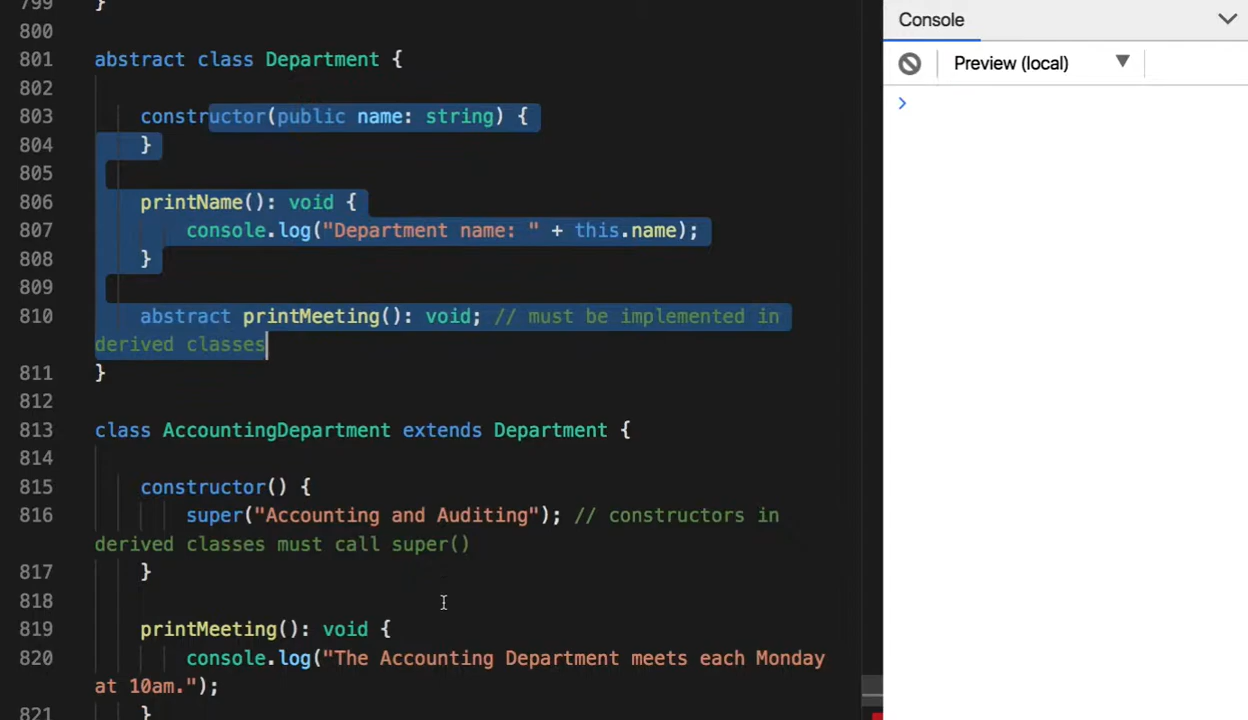 799 }
800
801 abstract class Department {
802
803 constructor(public name: string) {
804 }
805
806 printName(): void {
807 console.log("Department name: " + this.name);
808 }
809
810 abstract printMeeting(): void; // must be implemented in
derived classes
811 }
812
813 class AccountingDepartment extends Department {
814
815 constructor() {
816 super("Accounting and Auditing"); // constructors in
derived classes must call super()
817 }
818
819 printMeeting(): void {
820 console.log("The Accounting Department meets each Monday
at 10am.");
821 }
Console
Preview (local) ▼
>